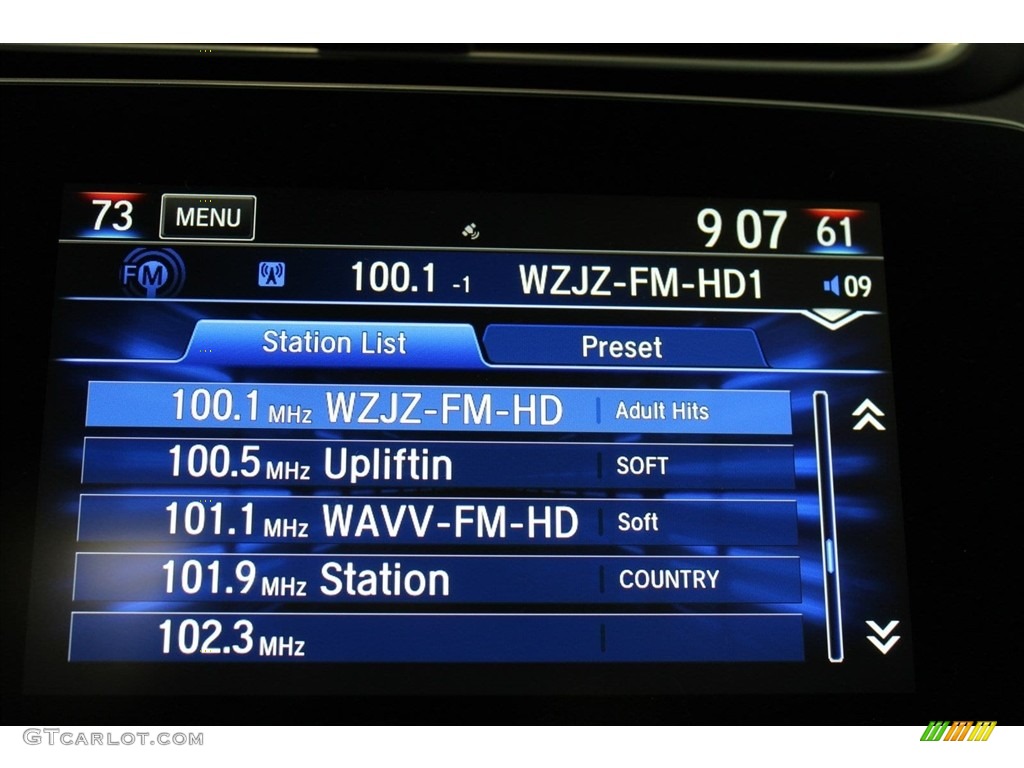 73 MENU 9 07 61
FM 100.1 -1 WZJZ-FM-HD1 09
Station List Preset
100.1 MHz WZJZ-FM-HD Adult Hits
100.5 MHz Upliftin SOFT
101.1 MHz WAVV-FM-HD Soft
101.9 MHz Station COUNTRY
102.3 MHz
GTCARLOT.COM